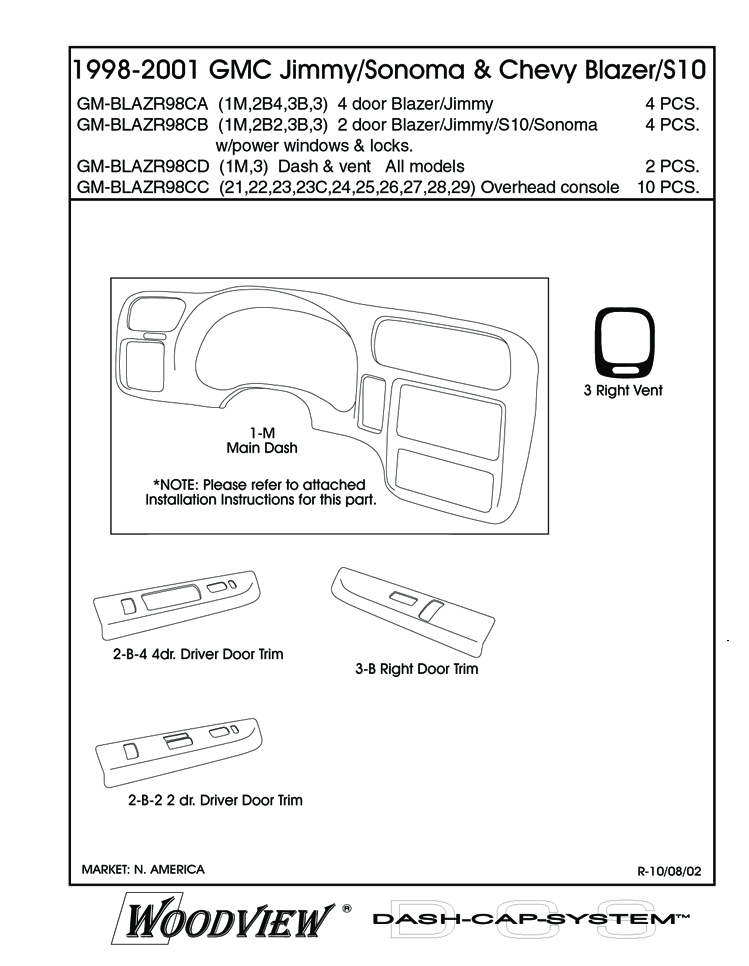 1998-2001 GMC Jimmy/Sonoma & Chevy Blazer/S10
GM-BLAZR98CA (1M,2B4,3B,3) 4 door Blazer/Jimmy 4 PCS.
GM-BLAZR98CB (1M,2B2,3B,3) 2 door Blazer/Jimmy/S10/Sonoma 4 PCS.
w/power windows & locks.
GM-BLAZR98CD (1M,3) Dash & vent All models 2 PCS.
GM-BLAZR98CC (21,22,23,23C,24,25,26,27,28,29) Overhead console 10 PCS.
3 Right Vent
1-M
Main Dash
*NOTE: Please refer to attached
Installation Instructions for this part.
2-B-4 4dr. Driver Door Trim
3-B Right Door Trim
2-B-2 2 dr. Driver Door Trim
MARKET: N. AMERICA
R-10/08/02
WOODVIEW ®
DCS
DASH-CAP-SYSTEM™